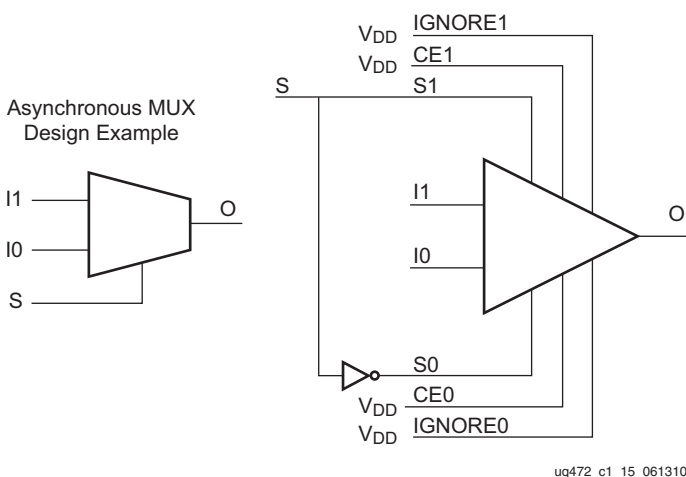 Asynchronous MUX
Design Example
I1
I0
S
O
VDD IGNORE1
VDD CE1
S
S1
I1
I0
O
S0
VDD CE0
VDD IGNORE0
ug472_c1_15_061310